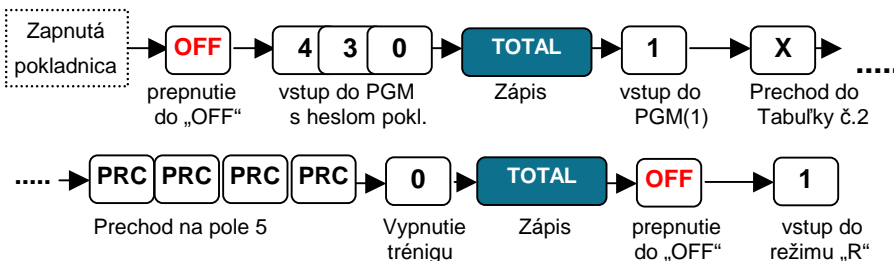 Zapnutá
pokladnica
OFF
4 3 0
TOTAL
1
X
.....
prepnutie
do „OFF“
vstup do PGM
s heslom pokl.
Zápis
vstup do
PGM(1)
Prechod do
Tabuľky č.2
.....
PRC PRC PRC PRC
0
TOTAL
OFF
1
Prechod na pole 5
Vypnutie
trénigu
Zápis
prepnutie
do „OFF“
vstup do
režimu „R“